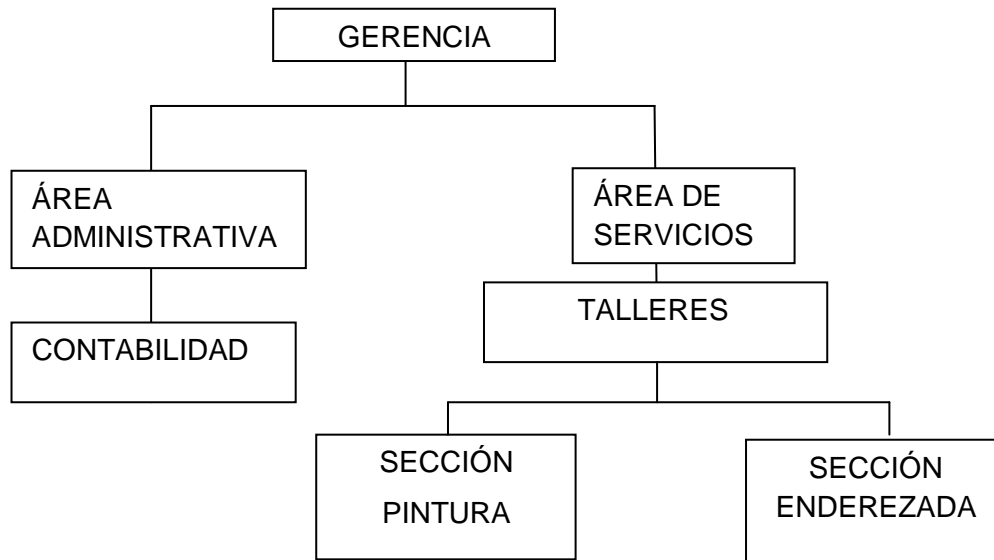 GERENCIA
ÁREA
ADMINISTRATIVA
ÁREA DE
SERVICIOS
TALLERES
CONTABILIDAD
SECCIÓN
PINTURA
SECCIÓN
ENDEREZADA